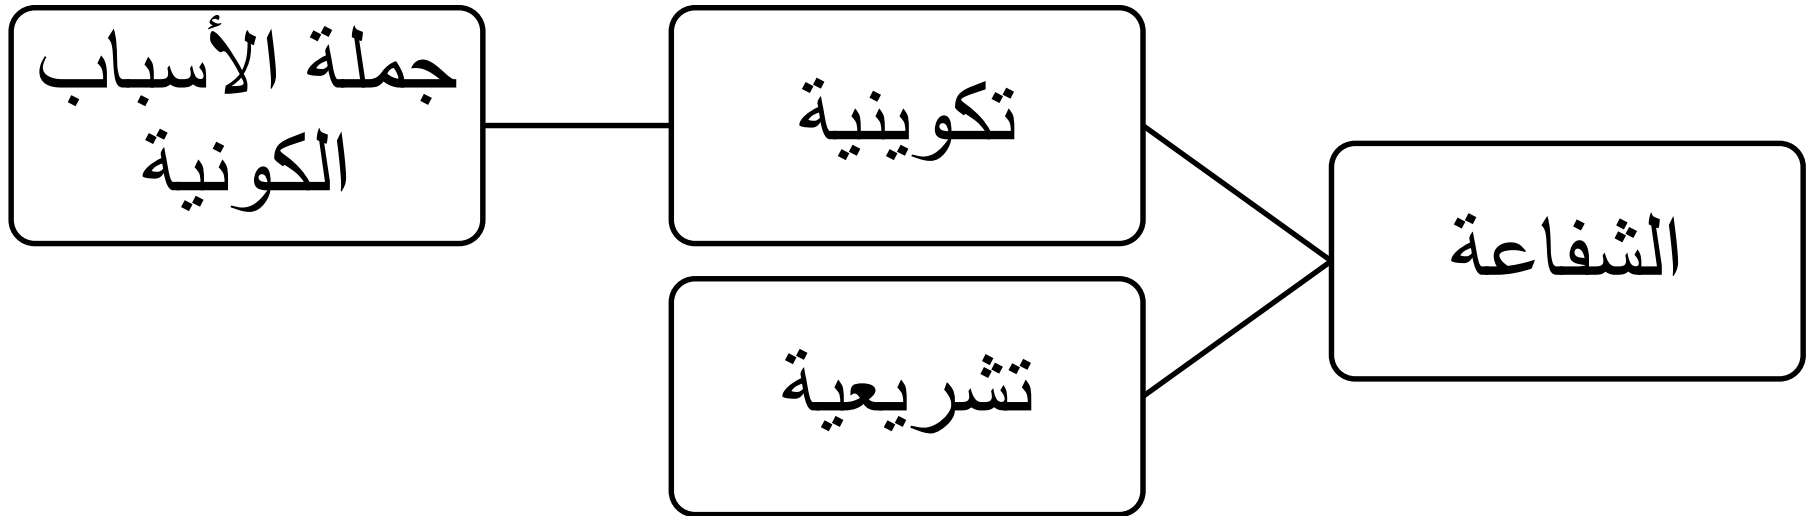 الشفاعة
تكوينية
جملة الأسباب
الكونية
تشريعية